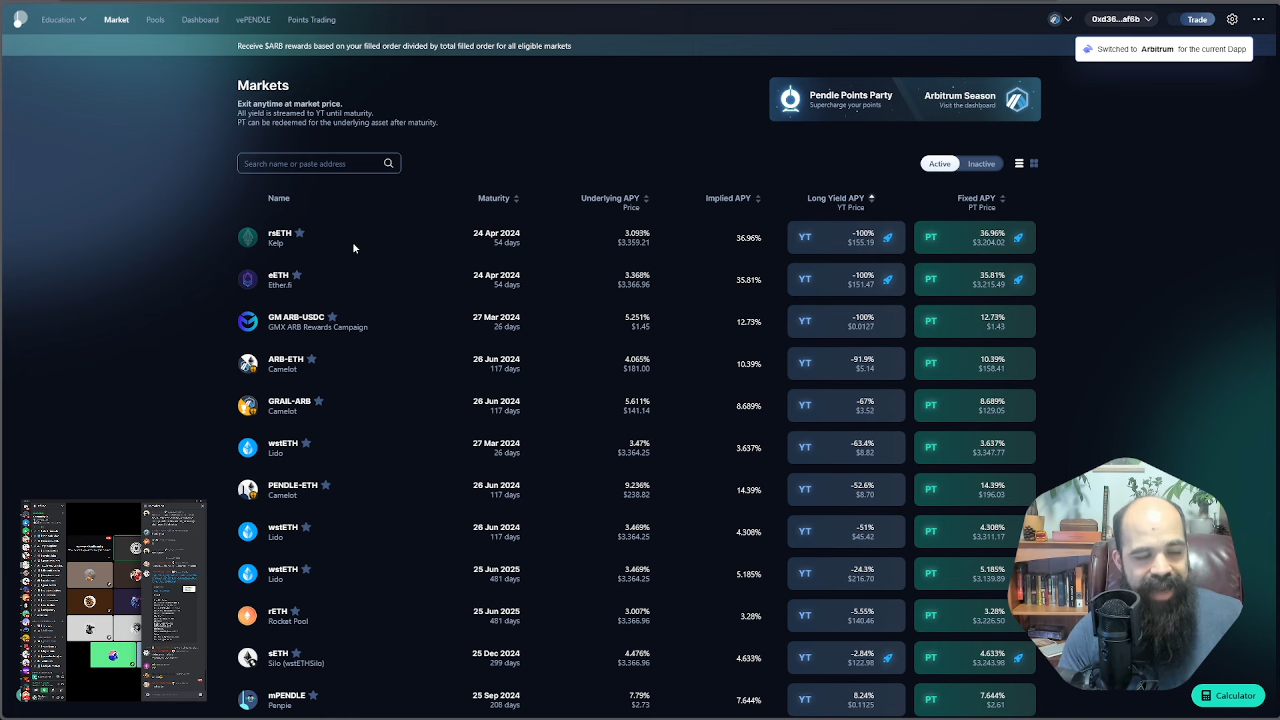 Education
Market
Pools
Dashboard
vePENDLE
Points Trading
0xd36...af6b
Trade
Receive $ARB rewards based on your filled order divided by total filled order for all eligible markets
Switched to Arbitrum for the current Dapp
Markets
Exit anytime at market price.
All yield is streamed to YT until maturity.
PT can be redeemed for the underlying asset after maturity.
Pendle Points Party
Supercharge your points
Arbitrum Season
Visit the dashboard
Search name or paste address
Active
Inactive
Name Maturity Underlying APY Implied APY Long Yield APY Fixed APY
Price YT Price PT Price
rsETH 24 Apr 2024 3.093% 36.96% YT -100% PT 36.96%
Kelp 54 days $3,359.21 $155.19 $3,204.02
eETH 24 Apr 2024 3.368% 35.81% YT -100% PT 35.81%
Ether.fi 54 days $3,366.96 $151.47 $3,215.49
GM ARB-USDC 27 Mar 2024 5.251% 12.73% YT -100% PT 12.73%
GMX ARB Rewards Campaign 26 days $1.45 $0.0127 $1.43
ARB-ETH 26 Jun 2024 4.065% 10.39% YT -91.9% PT 10.39%
Camelot 117 days $181.00 $5.14 $158.41
GRAIL-ARB 26 Jun 2024 5.611% 8.689% YT -67% PT 8.689%
Camelot 117 days $141.14 $3.52 $129.05
wstETH 27 Mar 2024 3.47% 3.637% YT -63.4% PT 3.637%
Lido 26 days $3,364.25 $8.82 $3,347.77
PENDLE-ETH 26 Jun 2024 9.236% 14.39% YT -52.6% PT 14.39%
Camelot 117 days $238.82 $8.70 $196.03
wstETH 26 Jun 2024 3.469% 4.308% YT -51% PT 4.308%
Lido 117 days $3,364.25 $45.42 $3,311.17
wstETH 25 Jun 2025 3.469% 5.185% YT -24.3% PT 5.185%
Lido 481 days $3,364.25 $216.70 $3,139.89
rETH 25 Jun 2025 3.007% 3.28% YT -5.55% PT 3.28%
Rocket Pool 481 days $3,366.96 $140.46 $3,226.50
sETH 25 Dec 2024 4.476% 4.633% YT -2.84% PT 4.633%
Silo (wstETHSilo) 299 days $3,366.96 $122.98 $3,243.98
mPENDLE 25 Sep 2024 7.79% 7.644% YT 8.24% PT 7.644%
Penpie 208 days $2.73 $0.1125 $2.61
Calculator